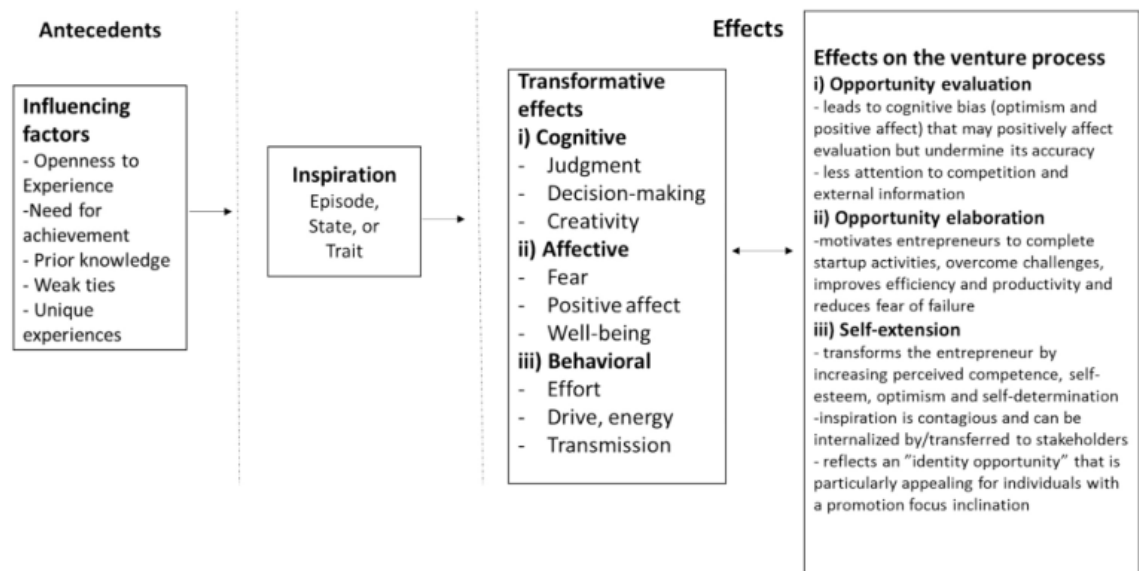 Antecedents
Effects
Influencing
factors
- Openness to
Experience
-Need for
achievement
- Prior knowledge
- Weak ties
- Unique
experiences
Inspiration
Episode,
State, or
Trait
Transformative
effects
i) Cognitive
- Judgment
- Decision-making
- Creativity
ii) Affective
- Fear
- Positive affect
- Well-being
iii) Behavioral
- Effort
- Drive, energy
- Transmission
Effects on the venture process
i) Opportunity evaluation
- leads to cognitive bias (optimism and
positive affect) that may positively affect
evaluation but undermine its accuracy
- less attention to competition and
external information
ii) Opportunity elaboration
-motivates entrepreneurs to complete
startup activities, overcome challenges,
improves efficiency and productivity and
reduces fear of failure
iii) Self-extension
- transforms the entrepreneur by
increasing perceived competence, self-
esteem, optimism and self-determination
-inspiration is contagious and can be
internalized by/transferred to stakeholders
- reflects an ”identity opportunity” that is
particularly appealing for individuals with
a promotion focus inclination